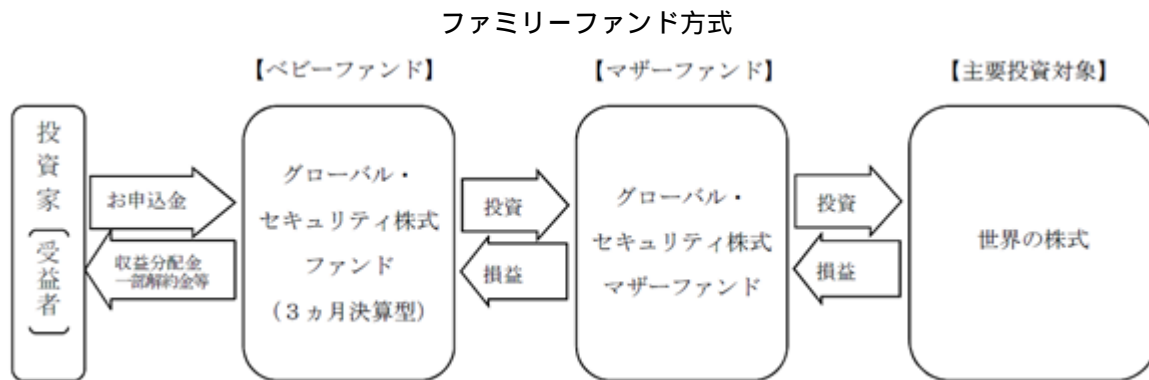 ファミリーファンド方式
【ベビーファンド】
【マザーファンド】
【主要投資対象】
投資家
〔受益者〕
お申込金
収益分配金
一部解約金等
グローバル・
セキュリティ株式
ファンド
(3ヵ月決算型)
投資
損益
グローバル・
セキュリティ株式
マザーファンド
投資
損益
世界の株式